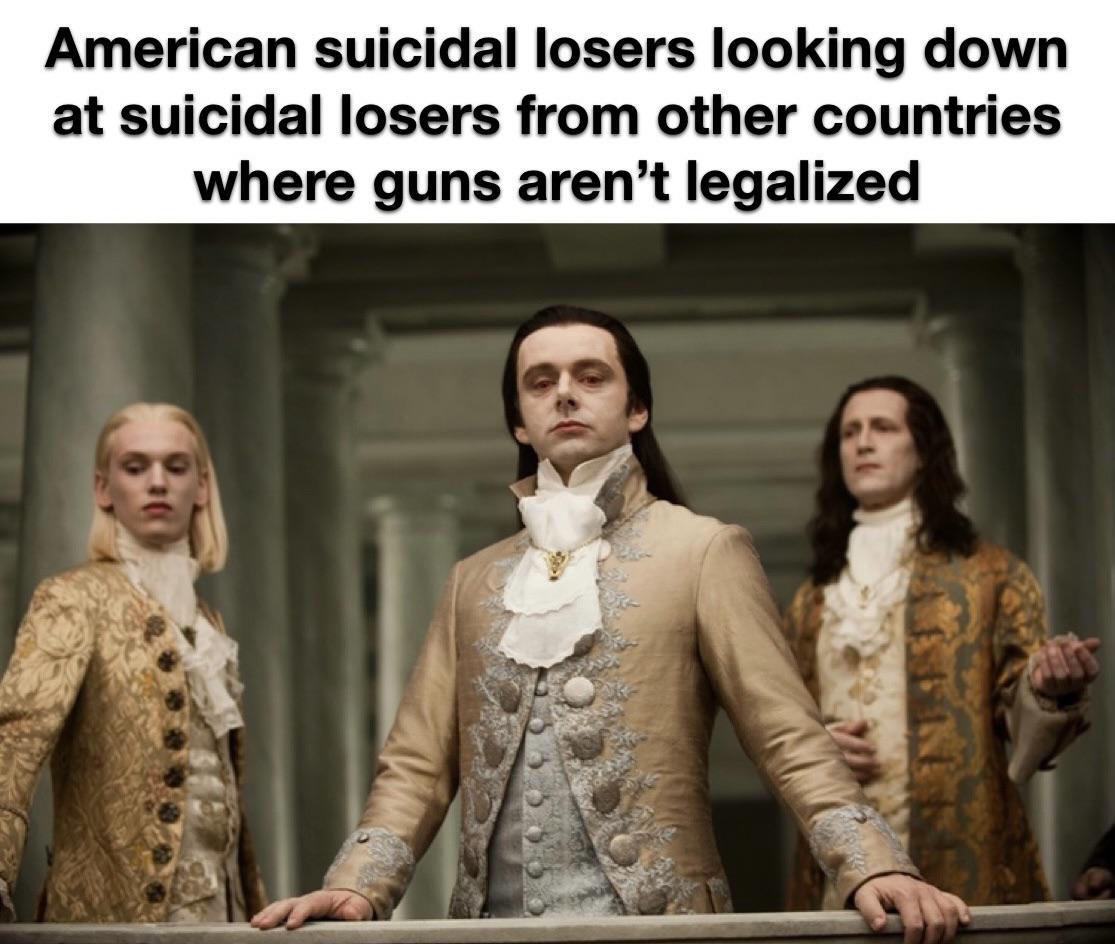 American suicidal losers looking down
at suicidal losers from other countries
where guns aren’t legalized